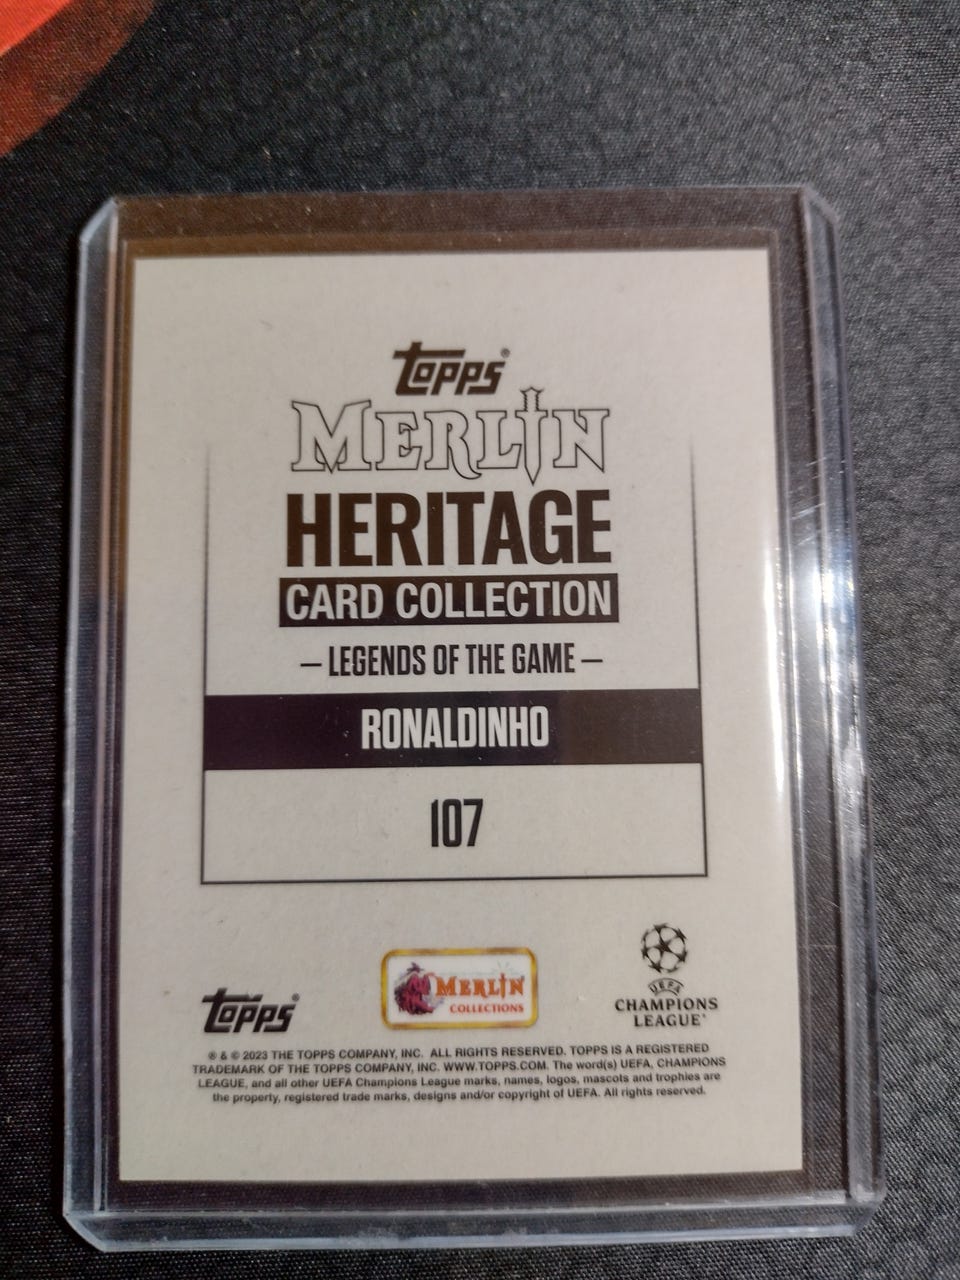 Topps®
MERLIN
HERITAGE
CARD COLLECTION
— LEGENDS OF THE GAME —
RONALDINHO
107
Topps®
MERLIN
COLLECTIONS
UEFA
CHAMPIONS
LEAGUE®
® & © 2023 THE TOPPS COMPANY, INC. ALL RIGHTS RESERVED. TOPPS IS A REGISTERED
TRADEMARK OF THE TOPPS COMPANY, INC. WWW.TOPPS.COM. The word(s) UEFA, CHAMPIONS
LEAGUE, and all other UEFA Champions League marks, names, logos, mascots and trophies are
the property, registered trade marks, designs and/or copyright of UEFA. All rights reserved.